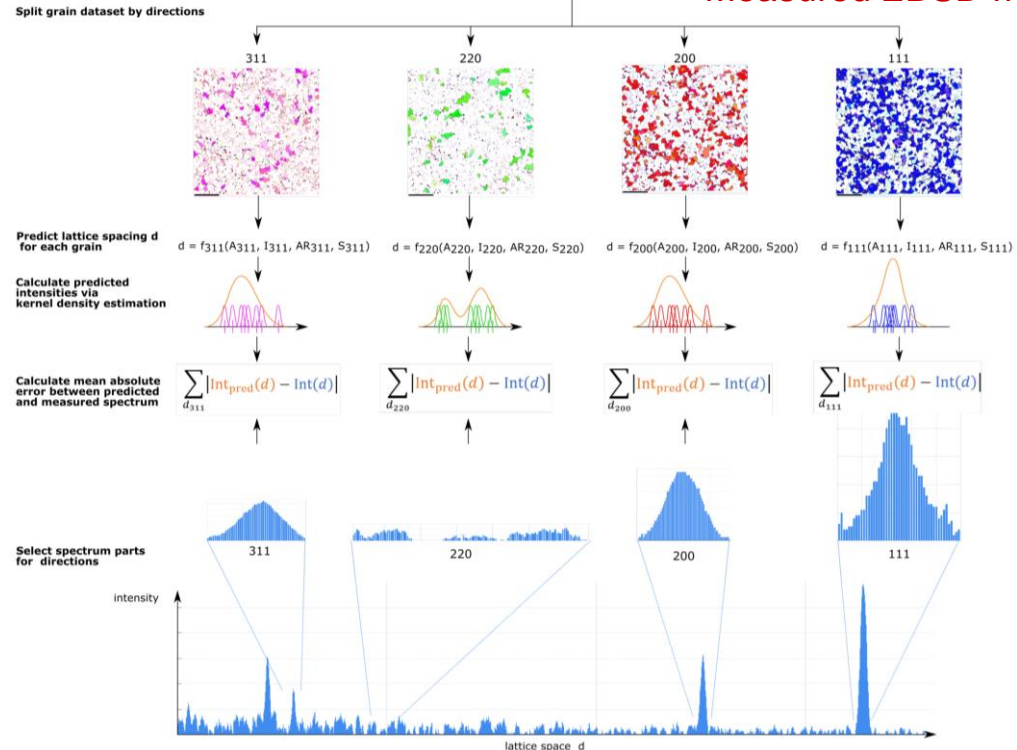 Split grain dataset by directions
311 220 200 111
Predict lattice spacing d
for each grain
d = f311(A311, I311, AR311, S311)
d = f220(A220, I220, AR220, S220)
d = f200(A200, I200, AR200, S200)
d = f111(A111, I111, AR111, S111)
Calculate predicted
intensities via
kernel density estimation
Calculate mean absolute
error between predicted
and measured spectrum
∑d311 |Intpred(d) − Int(d)|
∑d220 |Intpred(d) − Int(d)|
∑d200 |Intpred(d) − Int(d)|
∑d111 |Intpred(d) − Int(d)|
Select spectrum parts
for directions
311 220 200 111
intensity
lattice space d